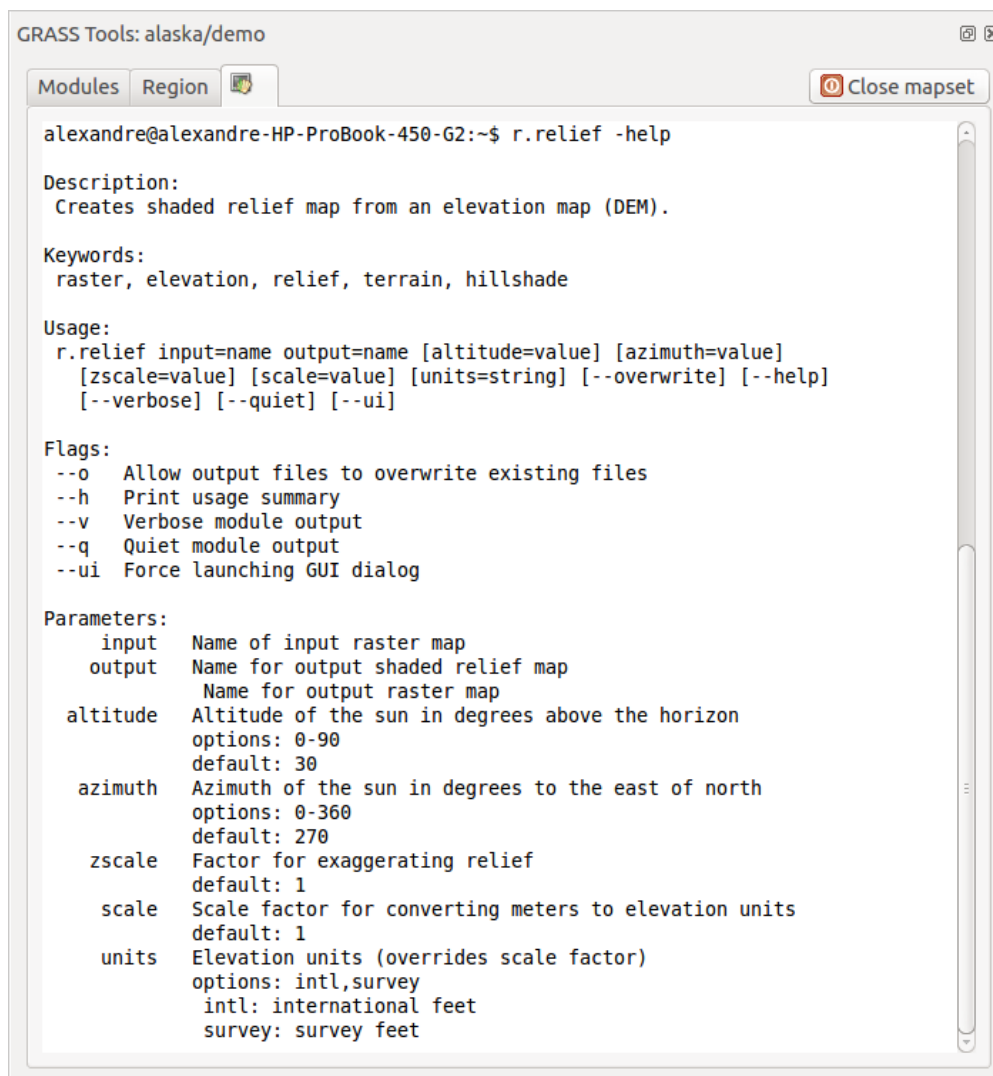 GRASS Tools: alaska/demo
Modules Region Close mapset
alexandre@alexandre-HP-ProBook-450-G2:~$ r.relief -help
Description:
Creates shaded relief map from an elevation map (DEM).
Keywords:
raster, elevation, relief, terrain, hillshade
Usage:
r.relief input=name output=name [altitude=value] [azimuth=value]
[zscale=value] [scale=value] [units=string] [--overwrite] [--help]
[--verbose] [--quiet] [--ui]
Flags:
--o Allow output files to overwrite existing files
--h Print usage summary
--v Verbose module output
--q Quiet module output
--ui Force launching GUI dialog
Parameters:
input Name of input raster map
output Name for output shaded relief map
Name for output raster map
altitude Altitude of the sun in degrees above the horizon
options: 0-90
default: 30
azimuth Azimuth of the sun in degrees to the east of north
options: 0-360
default: 270
zscale Factor for exaggerating relief
default: 1
scale Scale factor for converting meters to elevation units
default: 1
units Elevation units (overrides scale factor)
options: intl,survey
intl: international feet
survey: survey feet